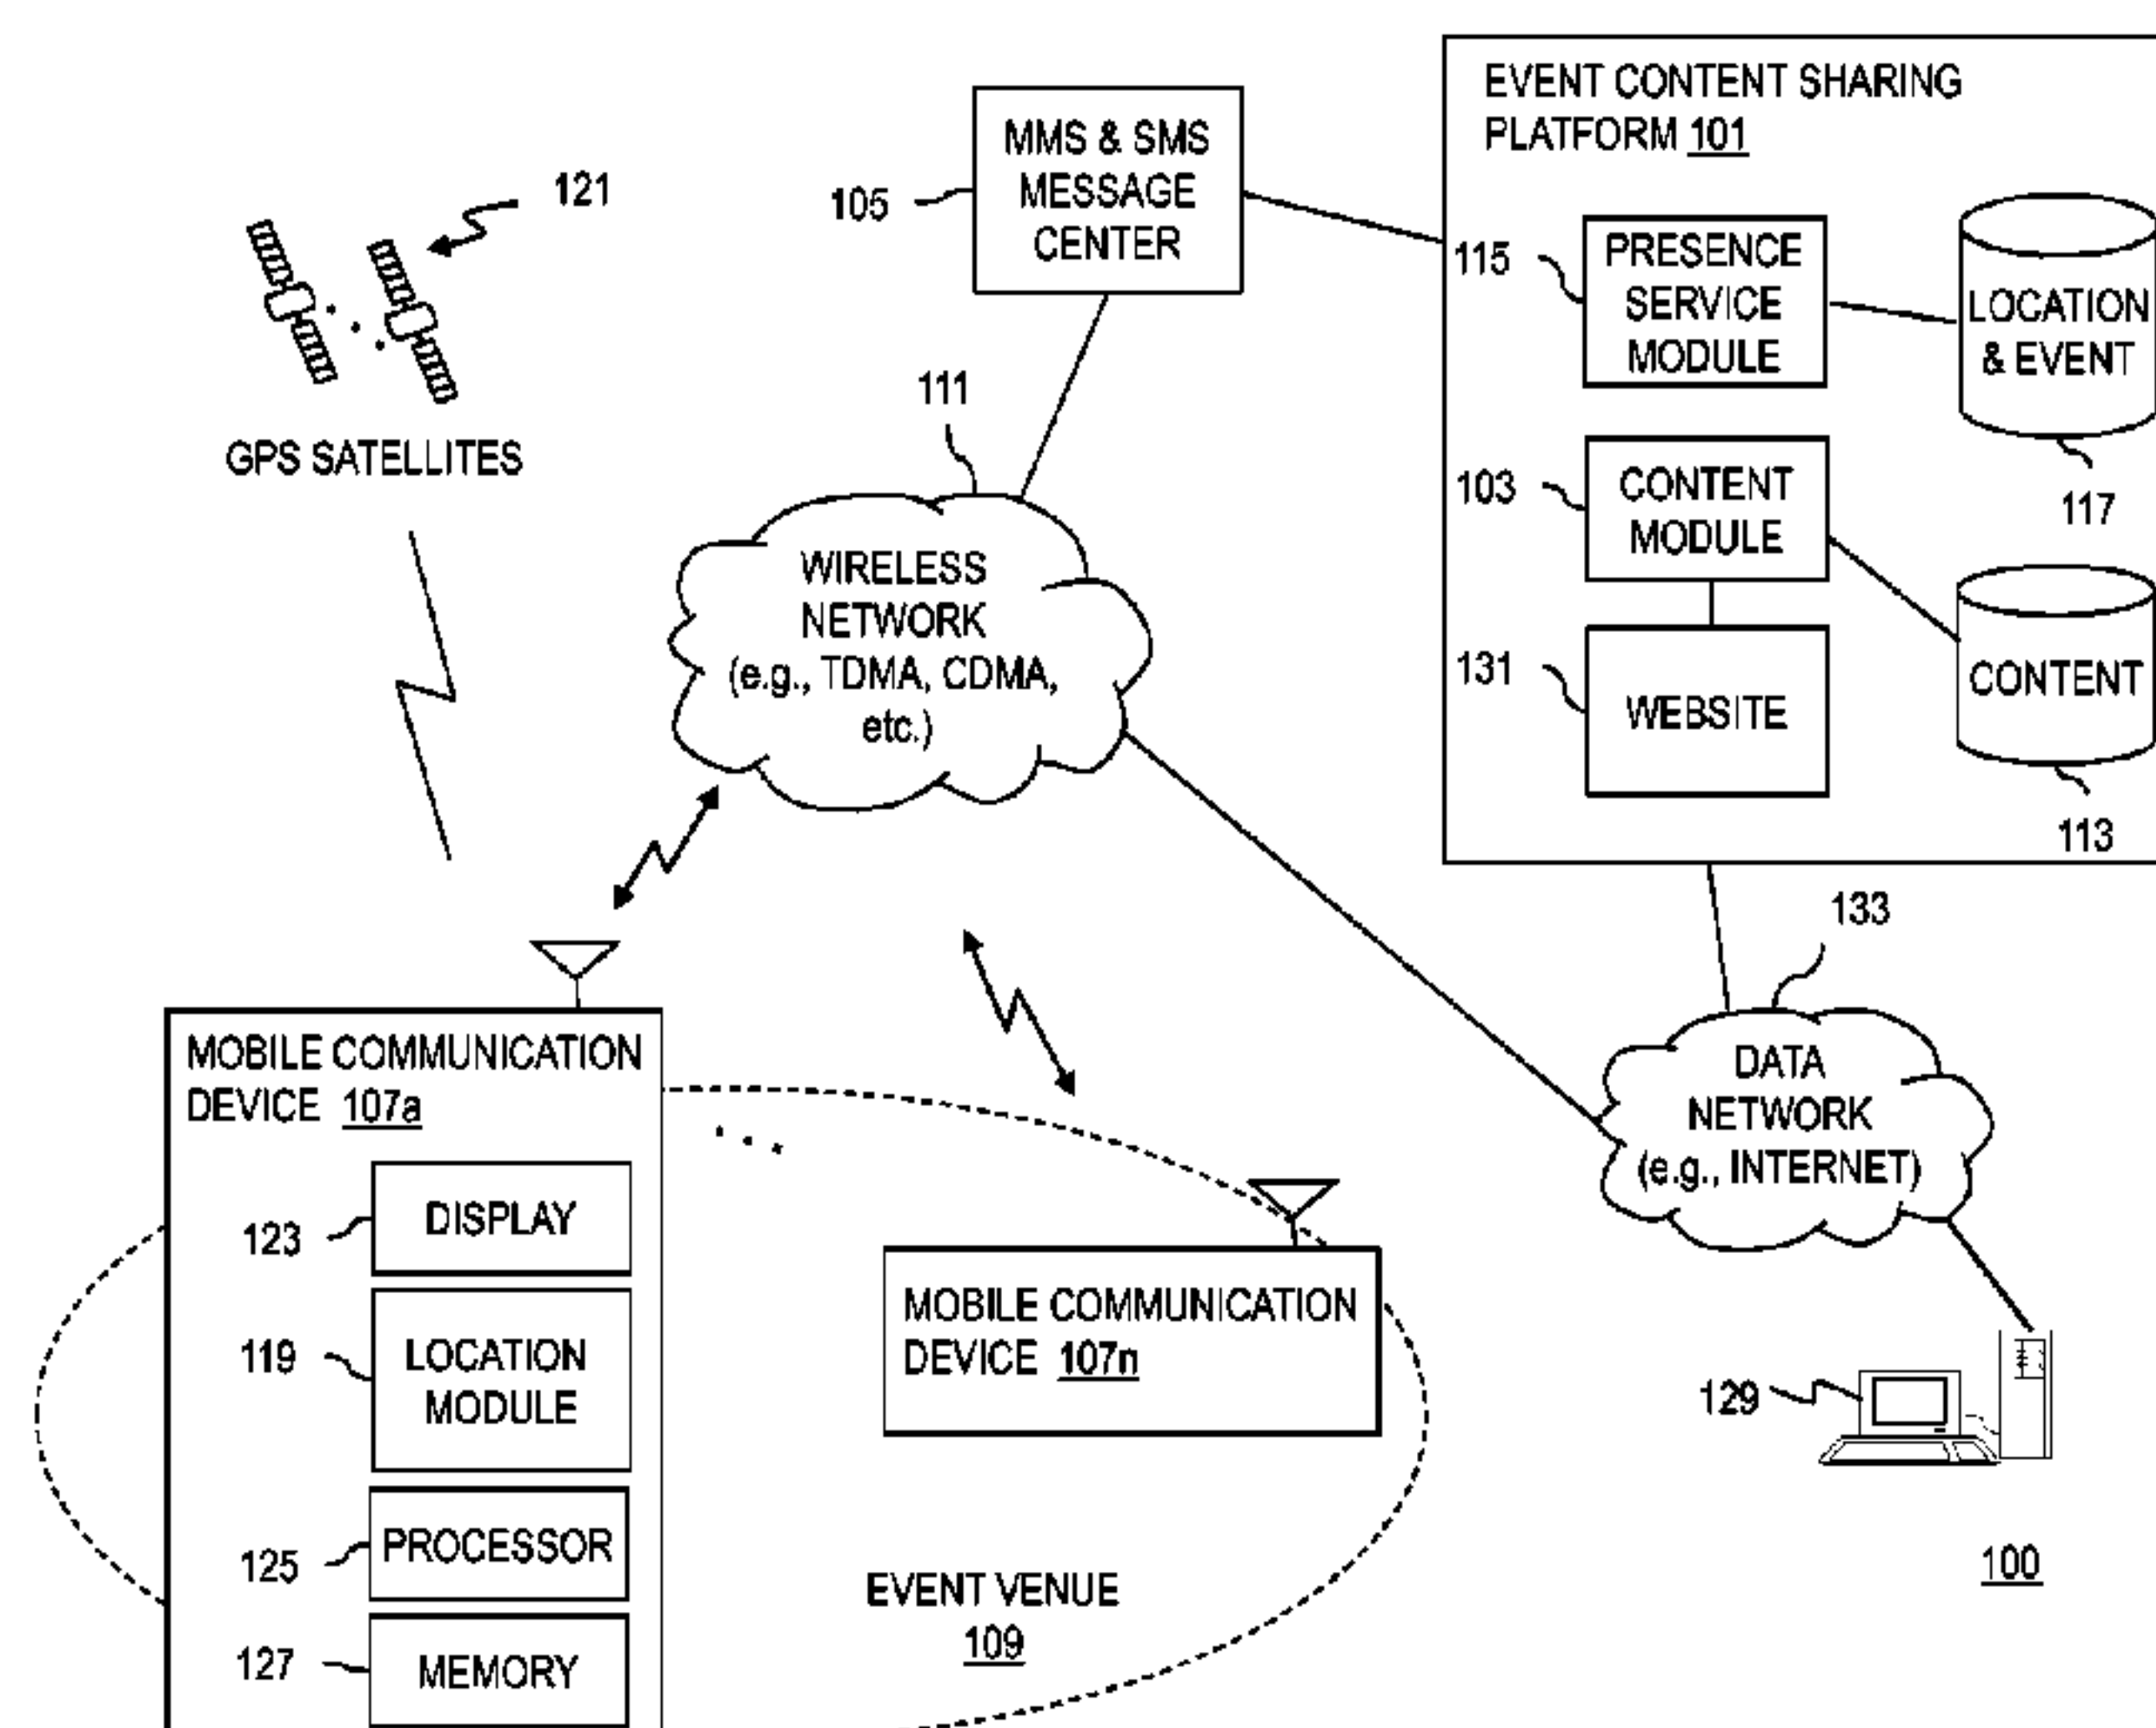 EVENT CONTENT SHARING
PLATFORM 101
MMS & SMS
MESSAGE
CENTER
105
121
GPS SATELLITES
115
PRESENCE
SERVICE
MODULE
LOCATION
& EVENT
117
103
CONTENT
MODULE
131
WEBSITE
CONTENT
113
111
WIRELESS
NETWORK
(e.g., TDMA, CDMA,
etc.)
133
DATA
NETWORK
(e.g., INTERNET)
MOBILE COMMUNICATION
DEVICE 107a
123
DISPLAY
119
LOCATION
MODULE
125
PROCESSOR
127
MEMORY
MOBILE COMMUNICATION
DEVICE 107n
EVENT VENUE
109
129
100